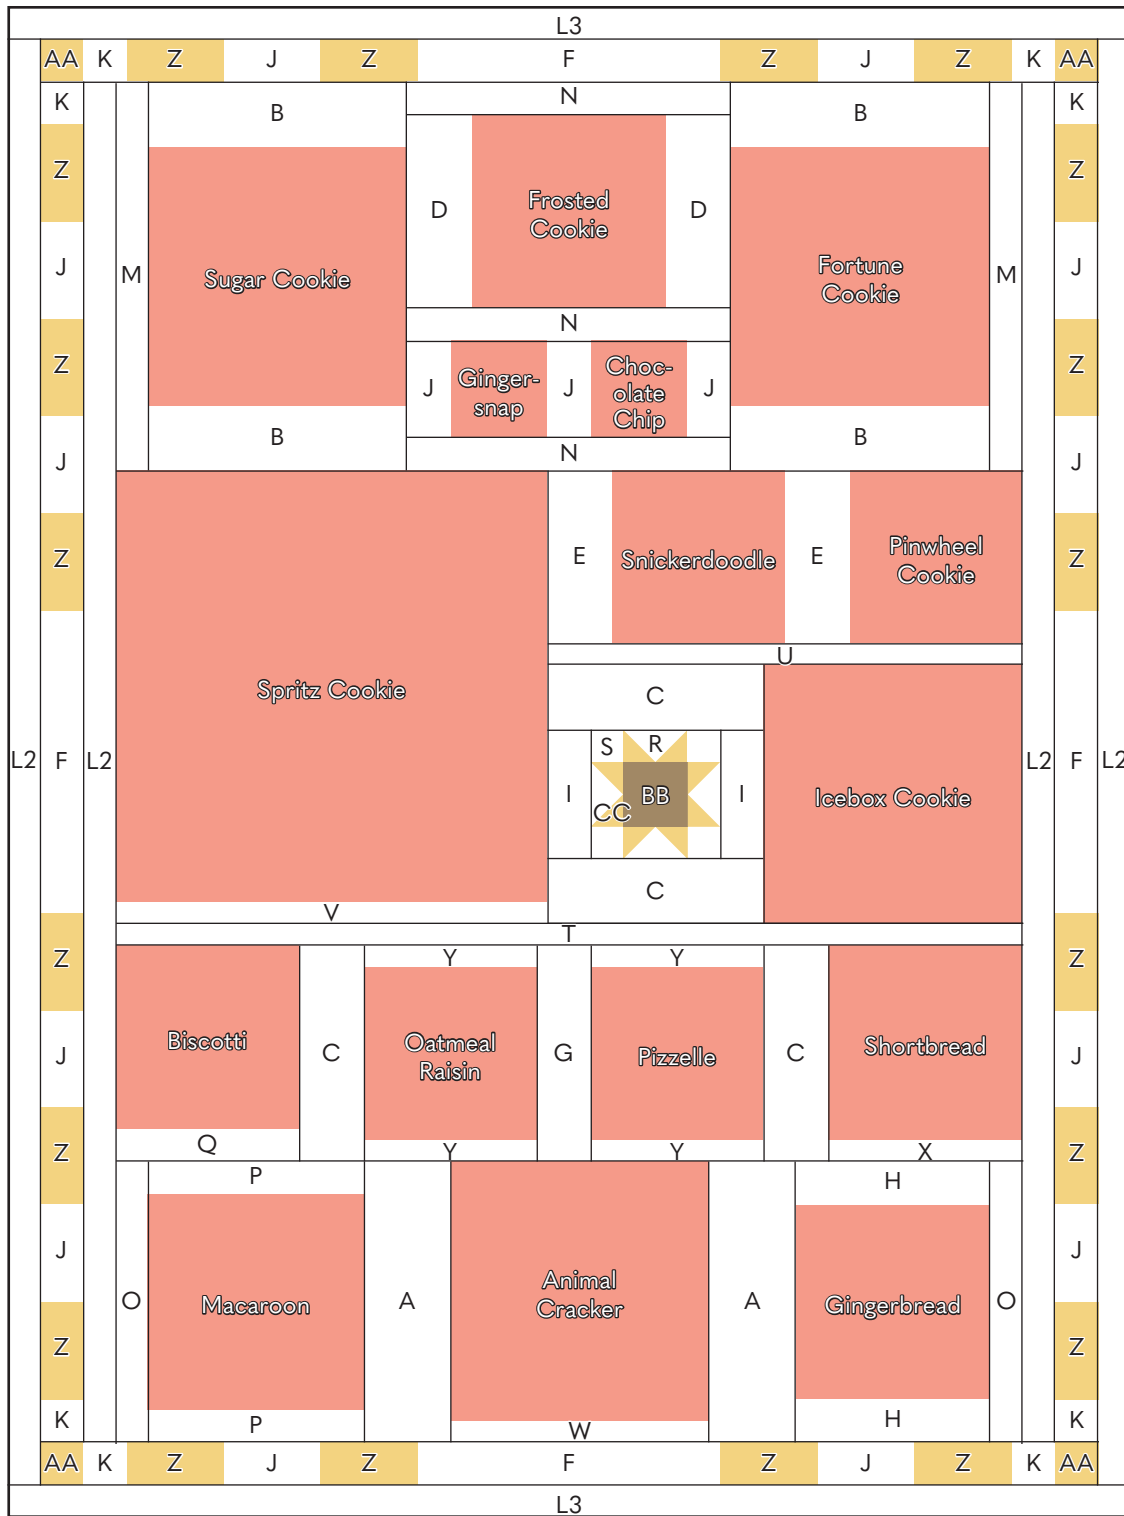 L3
AA K Z J Z F Z J Z K AA
K N K
B B
Z Z
Frosted
Cookie
D D
J Fortune J
M Sugar Cookie Cookie M
N
Z Z
Ginger-
snap
Choc-
olate
Chip
J J J
B B
N
J J
Z Z
E Snickerdoodle E Pinwheel
Cookie
U
Spritz Cookie C
S R
L2 F L2 L2 F L2
I BB I Icebox Cookie
CC
C
V
T
Z Y Y Z
Biscotti C Oatmeal
Raisin
G Pizzelle C Shortbread
J J
Q Y Y X
Z Z
P H
J J
O Macaroon A Animal
Cracker
A Gingerbread O
Z Z
K P W H K
AA K Z J Z F Z J Z K AA
L3